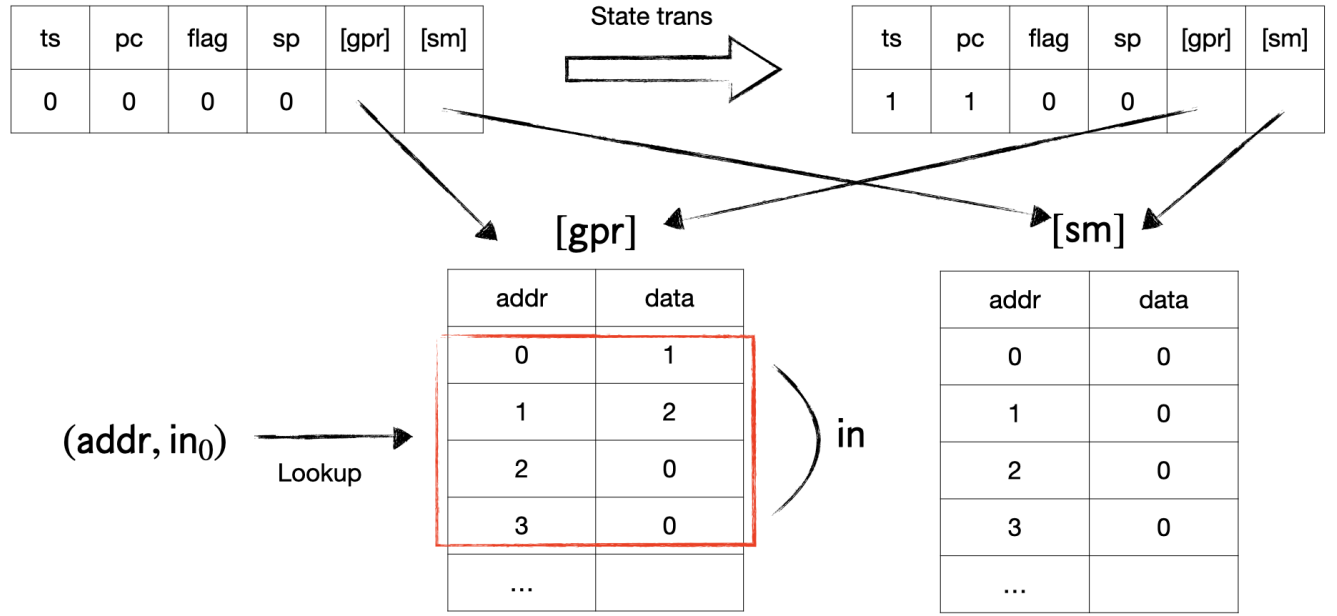 State trans
ts pc flag sp [gpr] [sm]
0 0 0 0
ts pc flag sp [gpr] [sm]
1 1 0 0
[gpr]
addr data
0 1
1 2
2 0
3 0
...
(addr, in₀)
Lookup
in
[sm]
addr data
0 0
1 0
2 0
3 0
...